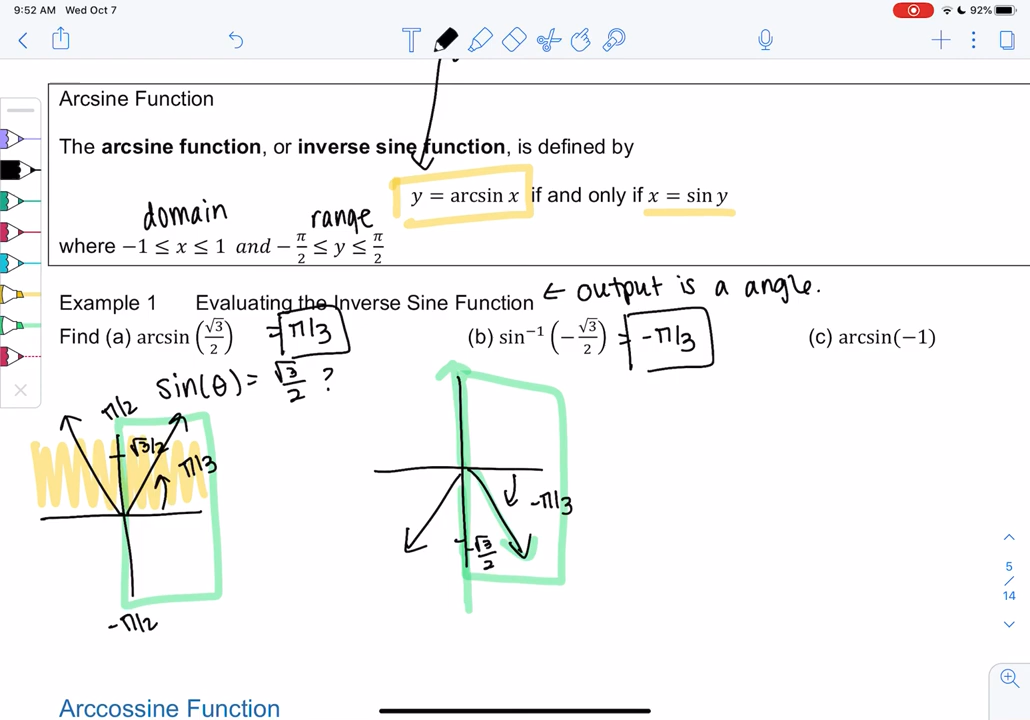 9:52 AM Wed Oct 7
92%
T
Arcsine Function
The arcsine function, or inverse sine function, is defined by
y = arcsin x if and only if x = sin y
domain range
where −1 ≤ x ≤ 1 and − π/2 ≤ y ≤ π/2
Example 1 Evaluating the Inverse Sine Function ← output is a angle.
Find (a) arcsin (√3/2) = π/3 (b) sin⁻¹ (−√3/2) = -π/3 (c) arcsin(−1)
sin(θ) = √3/2 ?
π/2
√3/2
π/3
-π/3
-√3/2
-π/2
5
/
14
Arccossine Function